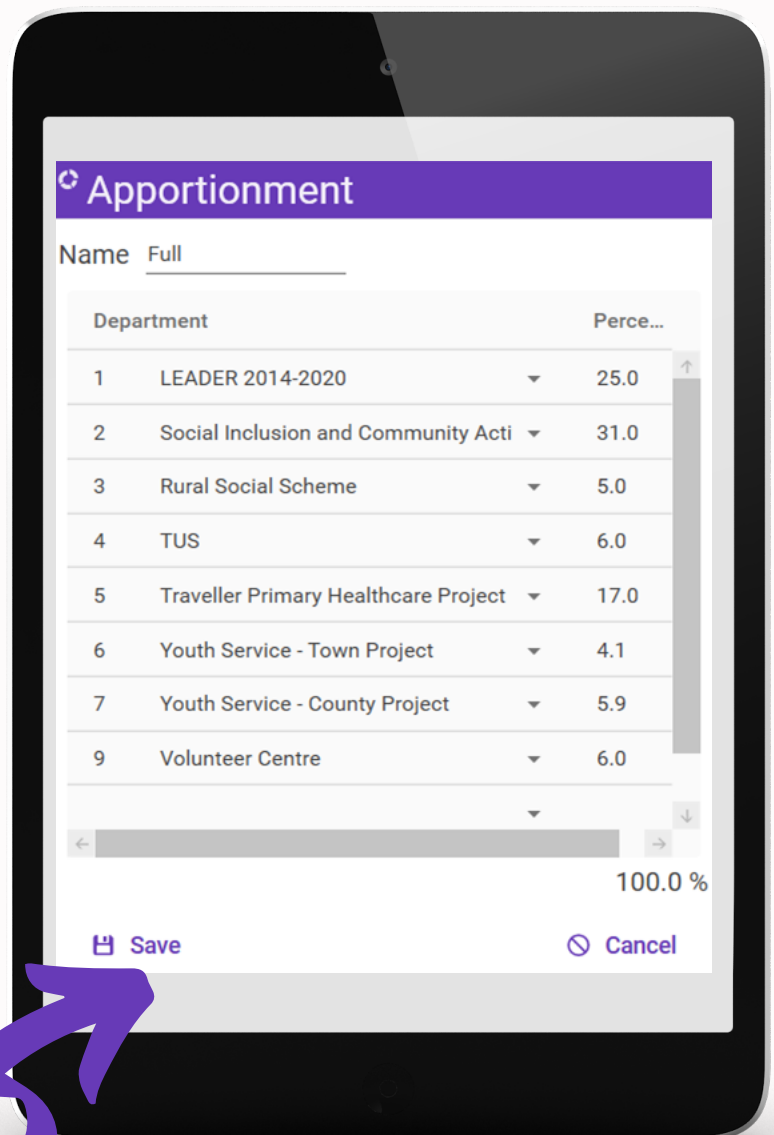 Apportionment
Name Full
Department Perce...
1 LEADER 2014-2020 25.0
2 Social Inclusion and Community Acti 31.0
3 Rural Social Scheme 5.0
4 TUS 6.0
5 Traveller Primary Healthcare Project 17.0
6 Youth Service - Town Project 4.1
7 Youth Service - County Project 5.9
9 Volunteer Centre 6.0
100.0 %
Save Cancel